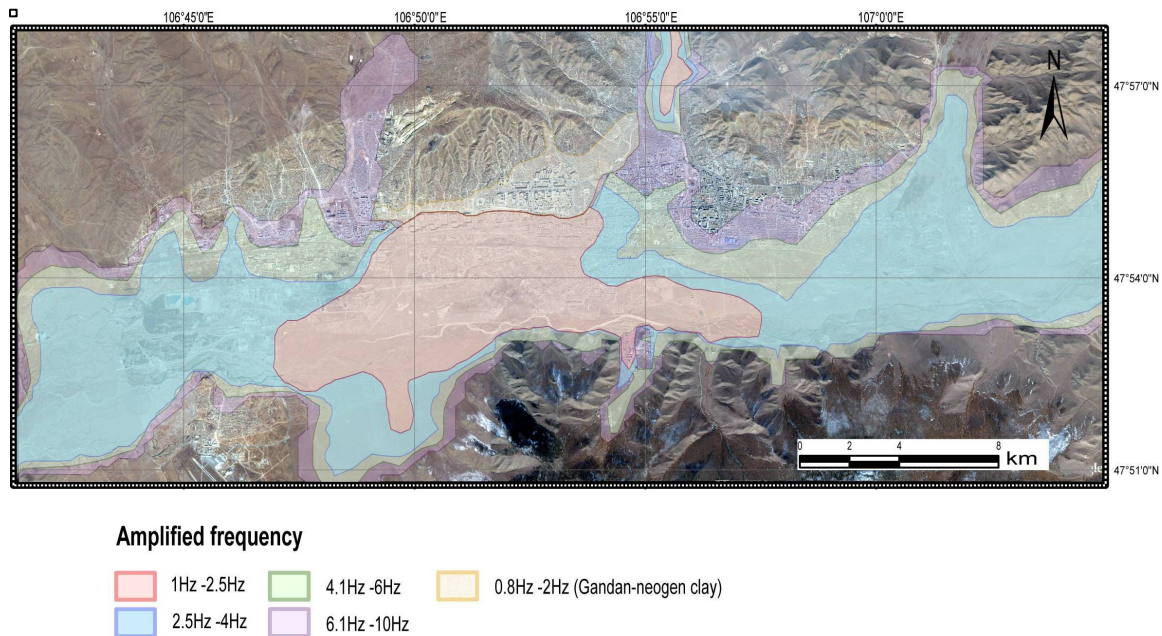 106°45'0"E 106°50'0"E 106°55'0"E 107°0'0"E
N
47°57'0"N
47°54'0"N
0 2 4 8
km
47°51'0"N
Amplified frequency
1Hz -2.5Hz
4.1Hz -6Hz
0.8Hz -2Hz (Gandan-neogen clay)
2.5Hz -4Hz
6.1Hz -10Hz